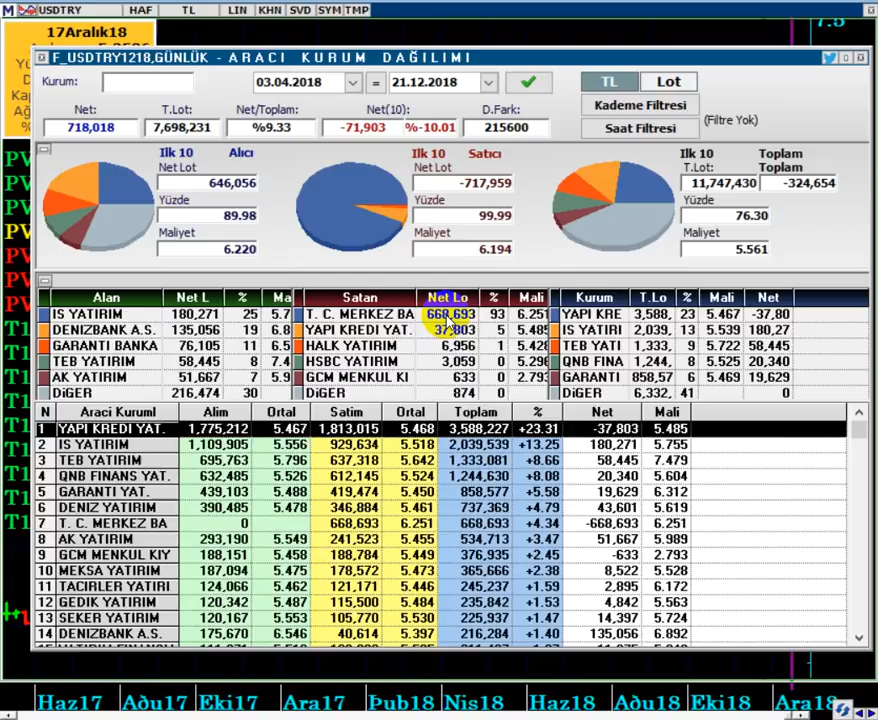 USDTRY HAF TL LIN KHN SVD SYM TMP
7.5
17Aralık18
F_USDTRY1218,GÜNLÜK - ARACI KURUM DAĞILIMI
Kurum: 03.04.2018 = 21.12.2018 TL Lot
Kademe Filtresi
Net: T.Lot: Net/Toplam: Net(10): D.Fark:
718,018 7,698,231 %9.33 -71,903 %-10.01 215600
Saat Filtresi (Filtre Yok)
Ilk 10 Alıcı
Net Lot
646,056
Yüzde
89.98
Maliyet
6.220
Ilk 10 Satıcı
Net Lot
-717,959
Yüzde
99.99
Maliyet
6.194
Ilk 10 Toplam
T.Lot: Toplam
11,747,430 -324,654
Yüzde
76.30
Maliyet
5.561
Alan Net L % Ma Satan Net Lo % Mali Kurum T.Lo % Mali Net
IS YATIRIM 180,271 25 5.7 T. C. MERKEZ BA 668,693 93 6.251 YAPI KRE 3,588, 23 5.467 -37,80
DENIZBANK A.S. 135,056 19 6.8 YAPI KREDI YAT. 37,803 5 5.485 IS YATIRI 2,039, 13 5.539 180,27
GARANTI BANKA 76,105 11 6.5 HALK YATIRIM 6,956 1 5.428 TEB YATI 1,333, 9 5.722 58,445
TEB YATIRIM 58,445 8 7.4 HSBC YATIRIM 3,059 0 5.290 QNB FINA 1,244, 8 5.525 20,340
AK YATIRIM 51,667 7 5.9 GCM MENKUL KI 633 0 2.793 GARANTI 858,57 6 5.469 19,629
DiGER 216,474 30 DiGER 874 0 DiGER 6,332, 41 0
N Araci Kuruml Alim Ortal Satim Ortal Toplam % Net Mali
1 YAPI KREDI YAT. 1,775,212 5.467 1,813,015 5.468 3,588,227 +23.31 -37,803 5.485
2 IS YATIRIM 1,109,905 5.556 929,634 5.518 2,039,539 +13.25 180,271 5.755
3 TEB YATIRIM 695,763 5.796 637,318 5.642 1,333,081 +8.66 58,445 7.479
4 QNB FINANS YAT. 632,485 5.526 612,145 5.524 1,244,630 +8.08 20,340 5.604
5 GARANTI YAT. 439,103 5.488 419,474 5.450 858,577 +5.58 19,629 6.312
6 DENIZ YATIRIM 390,485 5.478 346,884 5.461 737,369 +4.79 43,601 5.619
7 T. C. MERKEZ BA 0 668,693 6.251 668,693 +4.34 -668,693 6.251
8 AK YATIRIM 293,190 5.549 241,523 5.455 534,713 +3.47 51,667 5.989
9 GCM MENKUL KIY 188,151 5.458 188,784 5.449 376,935 +2.45 -633 2.793
10 MEKSA YATIRIM 187,094 5.475 178,572 5.473 365,666 +2.38 8,522 5.528
11 TACIRLER YATIRI 124,066 5.462 121,171 5.446 245,237 +1.59 2,895 6.172
12 GEDIK YATIRIM 120,342 5.487 115,500 5.484 235,842 +1.53 4,842 5.563
13 SEKER YATIRIM 120,167 5.553 105,770 5.530 225,937 +1.47 14,397 5.724
14 DENIZBANK A.S. 175,670 6.546 40,614 5.397 216,284 +1.40 135,056 6.892
Haz17 Aðu17 Eki17 Ara17 Þub18 Nis18 Haz18 Aðu18 Eki18 Ara18